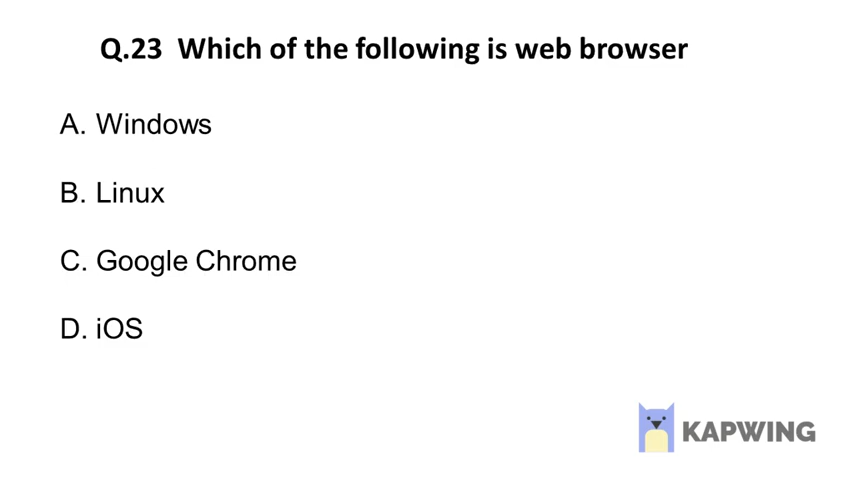 Q.23 Which of the following is web browser
A. Windows
B. Linux
C. Google Chrome
D. iOS
KAPWING